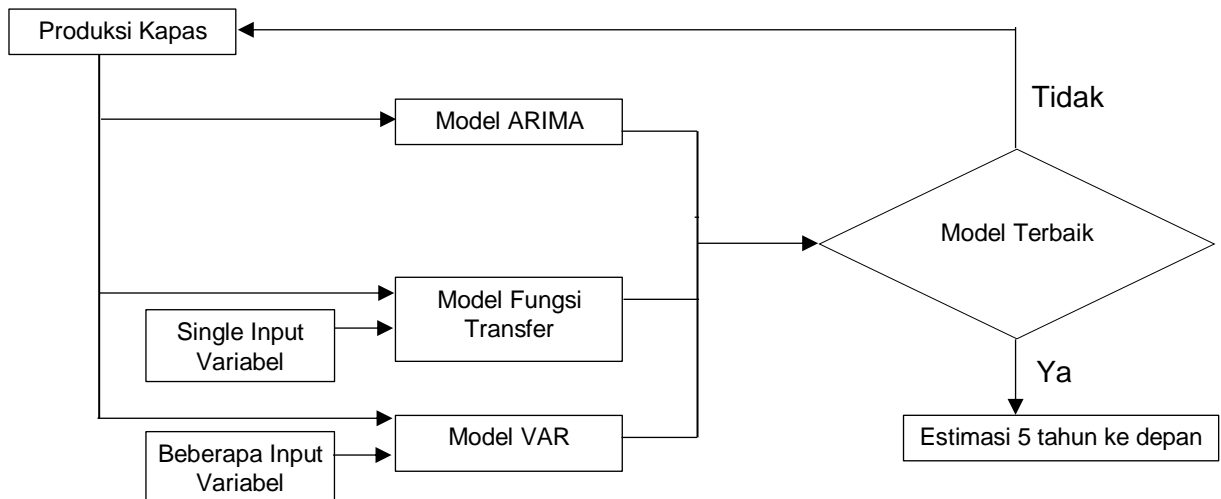 Produksi Kapas
Tidak
Model ARIMA
Model Terbaik
Model Fungsi
Transfer
Single Input
Variabel
Ya
Model VAR
Estimasi 5 tahun ke depan
Beberapa Input
Variabel